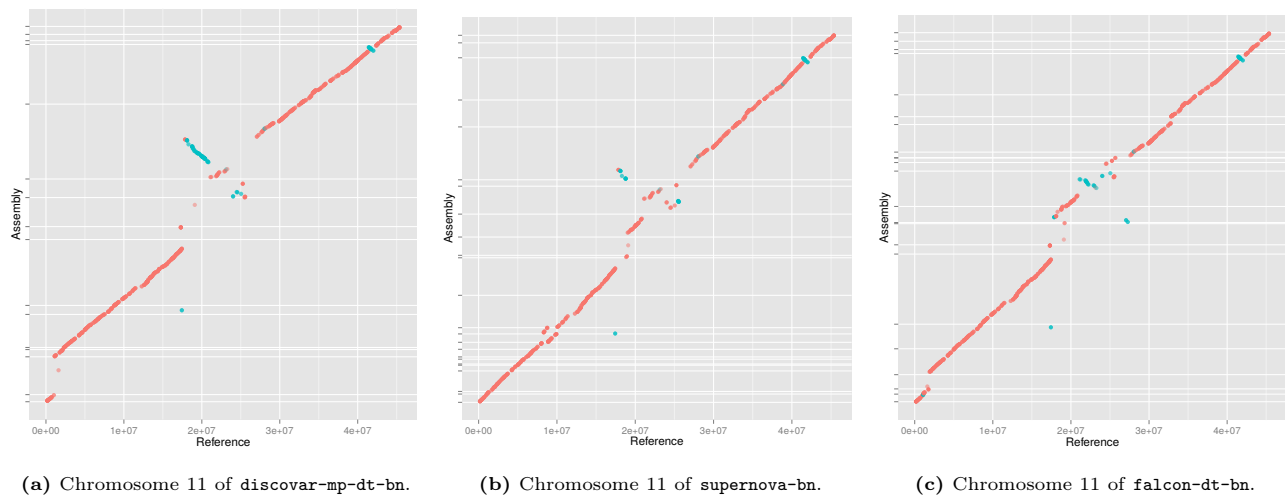 Assembly
0e+00 1e+07 2e+07 3e+07 4e+07
Reference
Assembly
0e+00 1e+07 2e+07 3e+07 4e+07
Reference
Assembly
0e+00 1e+07 2e+07 3e+07 4e+07
Reference
(a) Chromosome 11 of discovar-mp-dt-bn.
(b) Chromosome 11 of supernova-bn.
(c) Chromosome 11 of falcon-dt-bn.